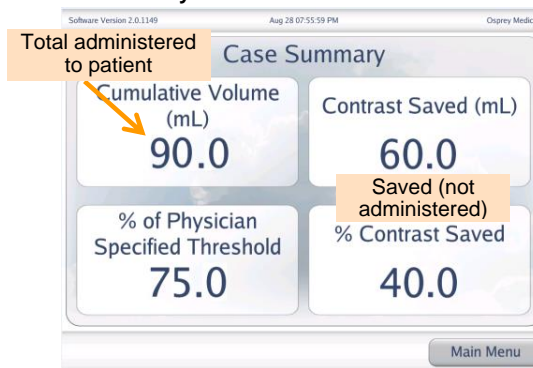 Software Version 2.0.1149 Aug 28 07:55:59 PM Osprey Medic
Total administered
to patient
Case Summary
Cumulative Volume
(mL)
90.0
Contrast Saved (mL)
60.0
Saved (not
administered)
% of Physician
Specified Threshold
75.0
% Contrast Saved
40.0
Main Menu